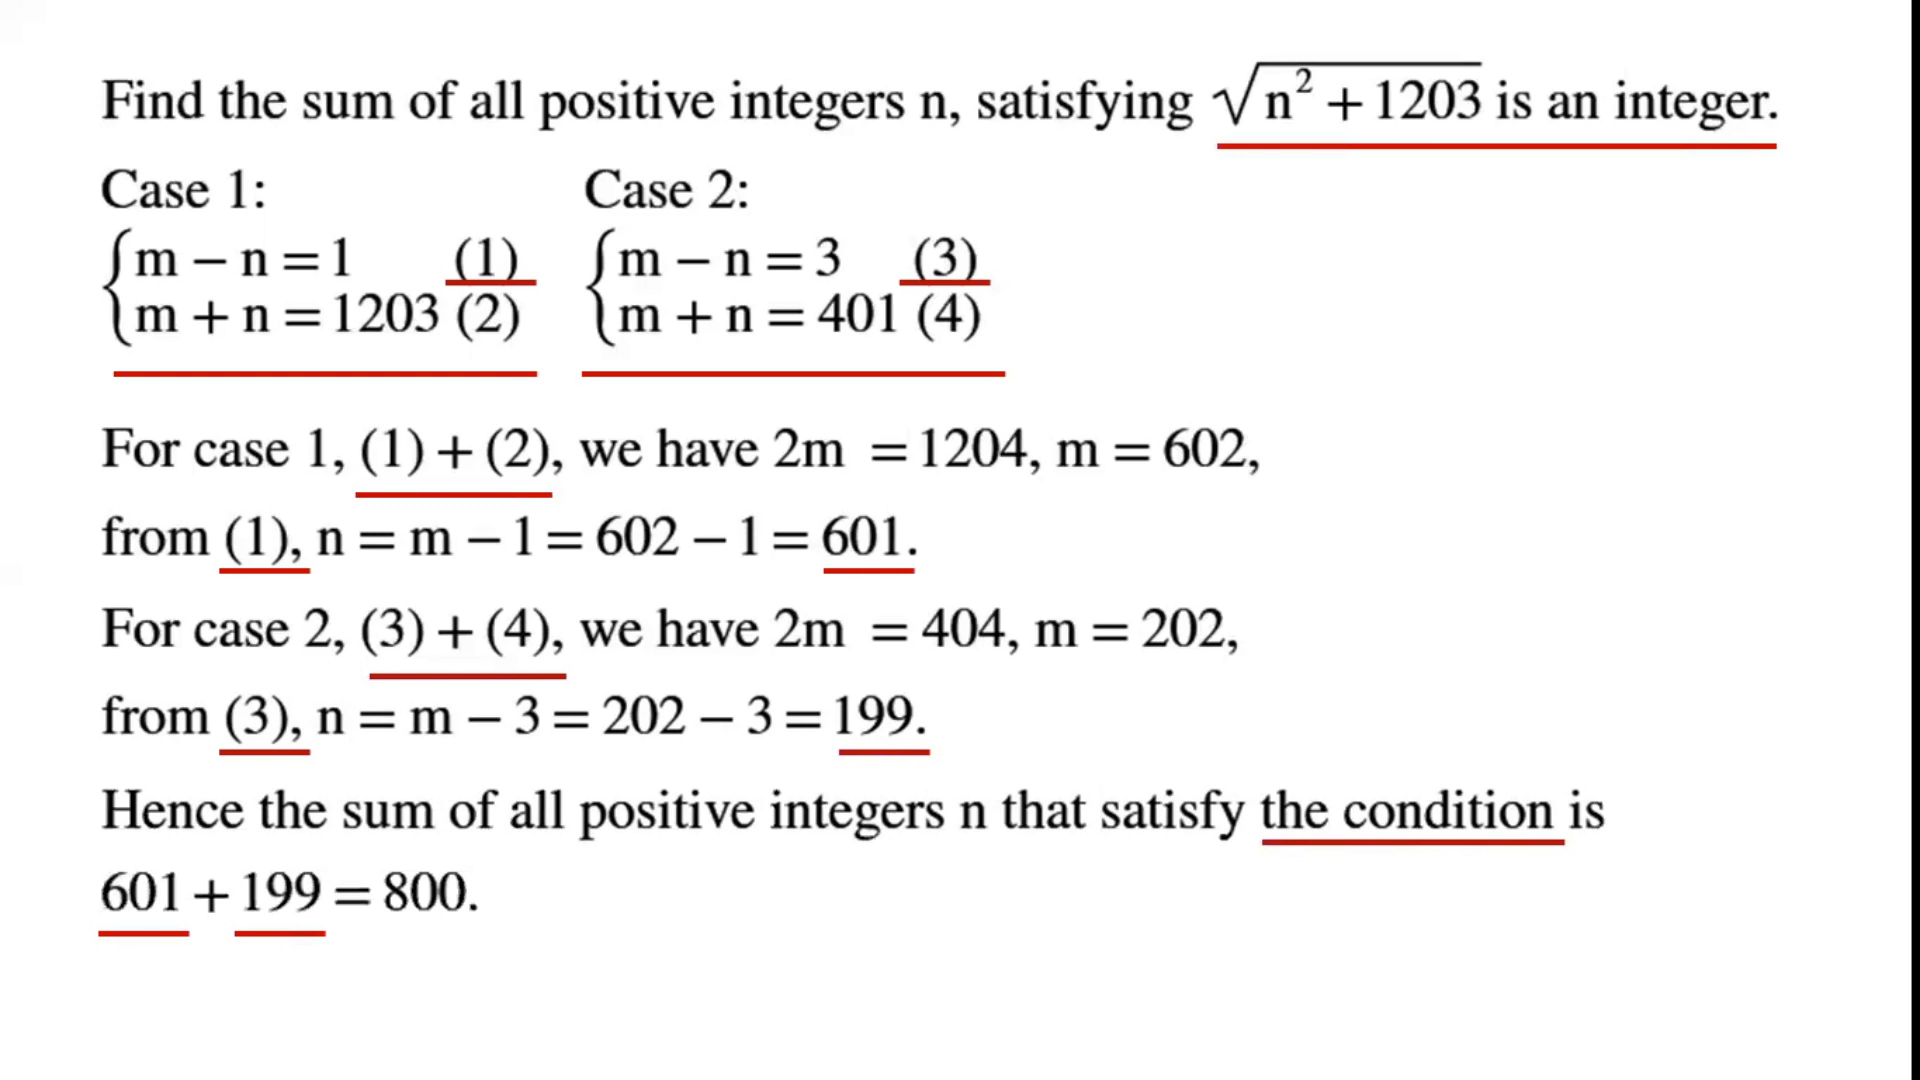 Find the sum of all positive integers n, satisfying √(n² + 1203) is an integer.
Case 1: Case 2:
{m − n = 1 (1) {m − n = 3 (3)
m + n = 1203 (2) m + n = 401 (4)
For case 1, (1) + (2), we have 2m = 1204, m = 602,
from (1), n = m − 1 = 602 − 1 = 601.
For case 2, (3) + (4), we have 2m = 404, m = 202,
from (3), n = m − 3 = 202 − 3 = 199.
Hence the sum of all positive integers n that satisfy the condition is
601 + 199 = 800.